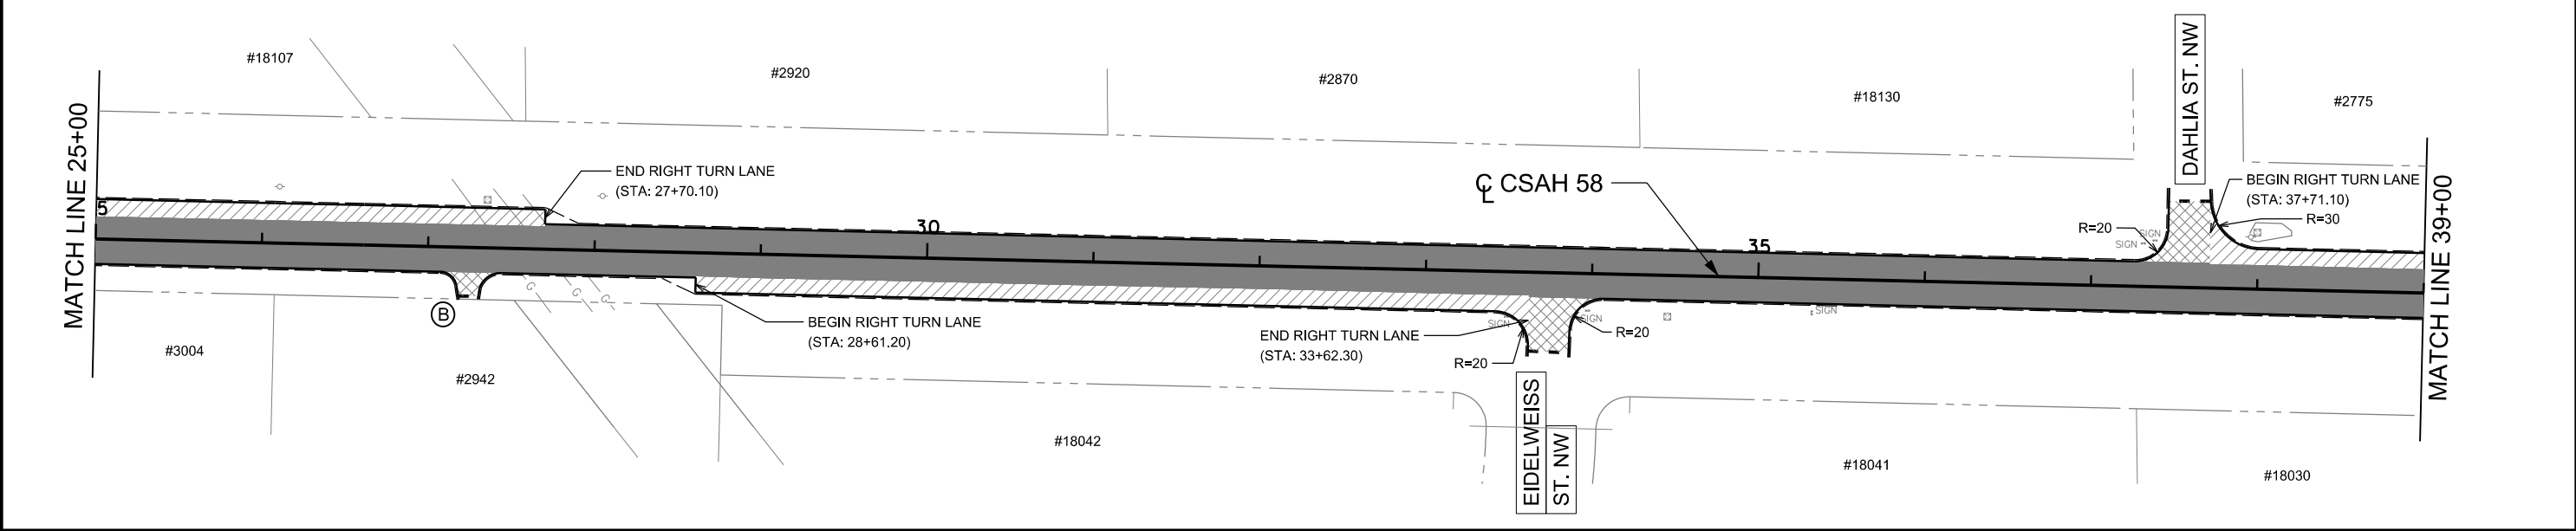 #18107
#2920
#2870
#18130
#2775
DAHLIA ST. NW
MATCH LINE 25+00
END RIGHT TURN LANE
(STA: 27+70.10)
5
30
℄ CSAH 58
35
R=20
SIGN
SIGN
BEGIN RIGHT TURN LANE
(STA: 37+71.10)
R=30
MATCH LINE 39+00
B
G
G
G
BEGIN RIGHT TURN LANE
(STA: 28+61.20)
END RIGHT TURN LANE
(STA: 33+62.30)
SIGN
SIGN
R=20
R=20
SIGN
#3004
#2942
#18042
EIDELWEISS
ST. NW
#18041
#18030